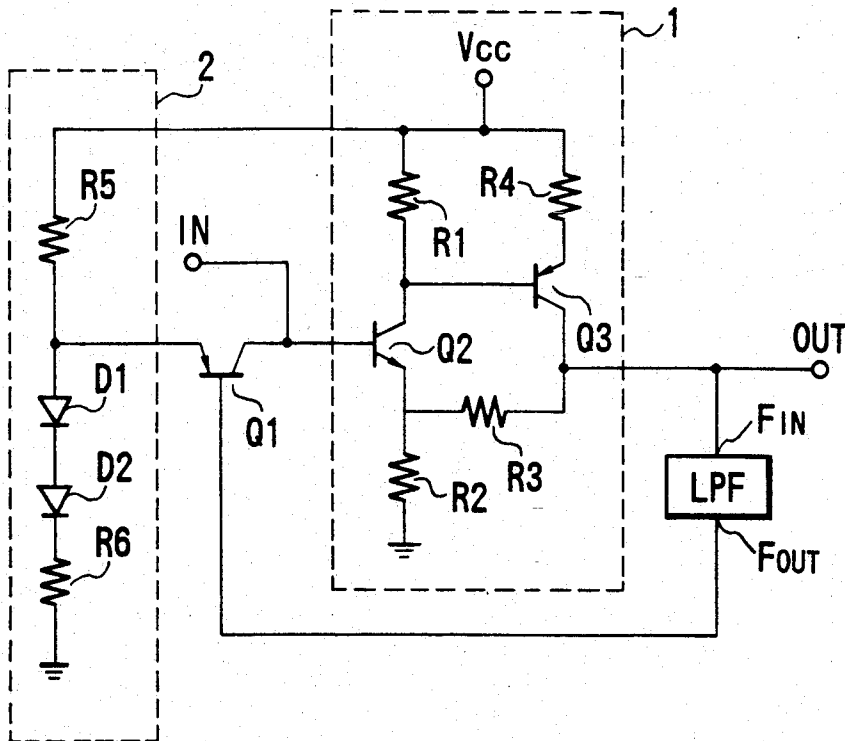 1
Vcc
2
R5
R4
R1
IN
Q2
Q3
OUT
D1
Q1
FIN
D2
R3
R2
LPF
R6
FOUT